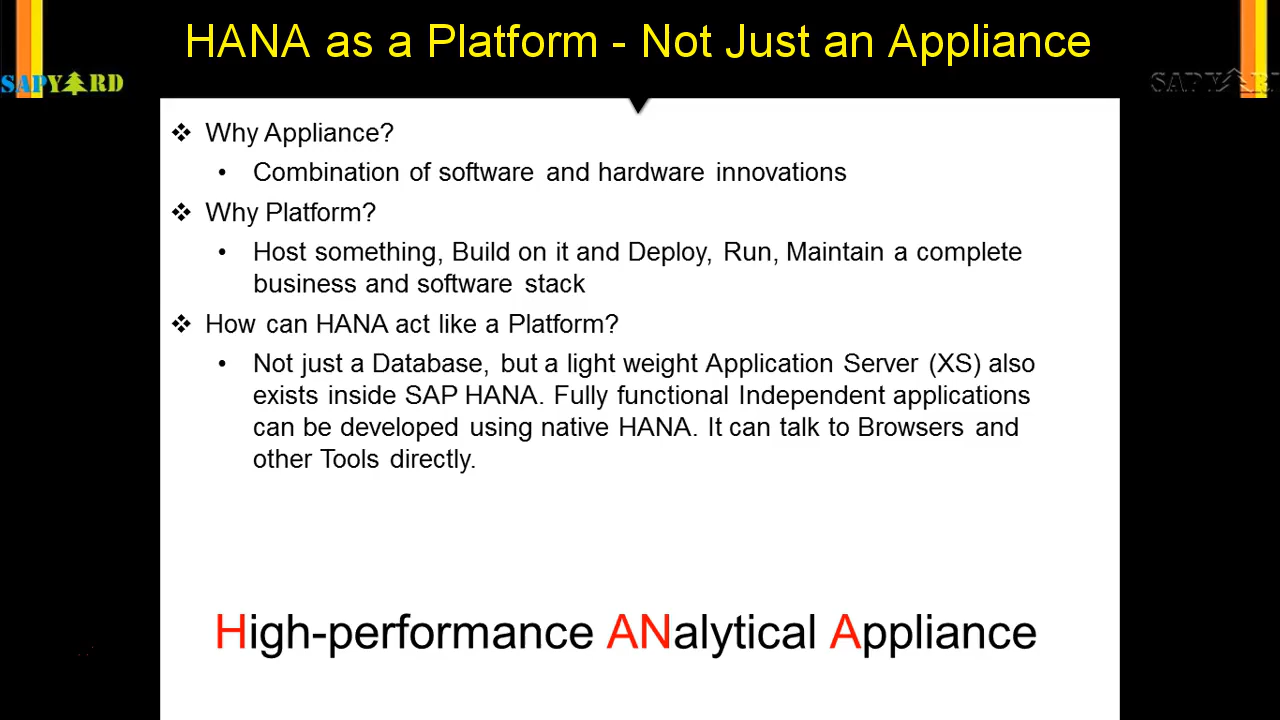 HANA as a Platform - Not Just an Appliance
SAPYARD
SAPYARD
❖ Why Appliance?
• Combination of software and hardware innovations
❖ Why Platform?
• Host something, Build on it and Deploy, Run, Maintain a complete
business and software stack
❖ How can HANA act like a Platform?
• Not just a Database, but a light weight Application Server (XS) also
exists inside SAP HANA. Fully functional Independent applications
can be developed using native HANA. It can talk to Browsers and
other Tools directly.
High-performance ANalytical Appliance